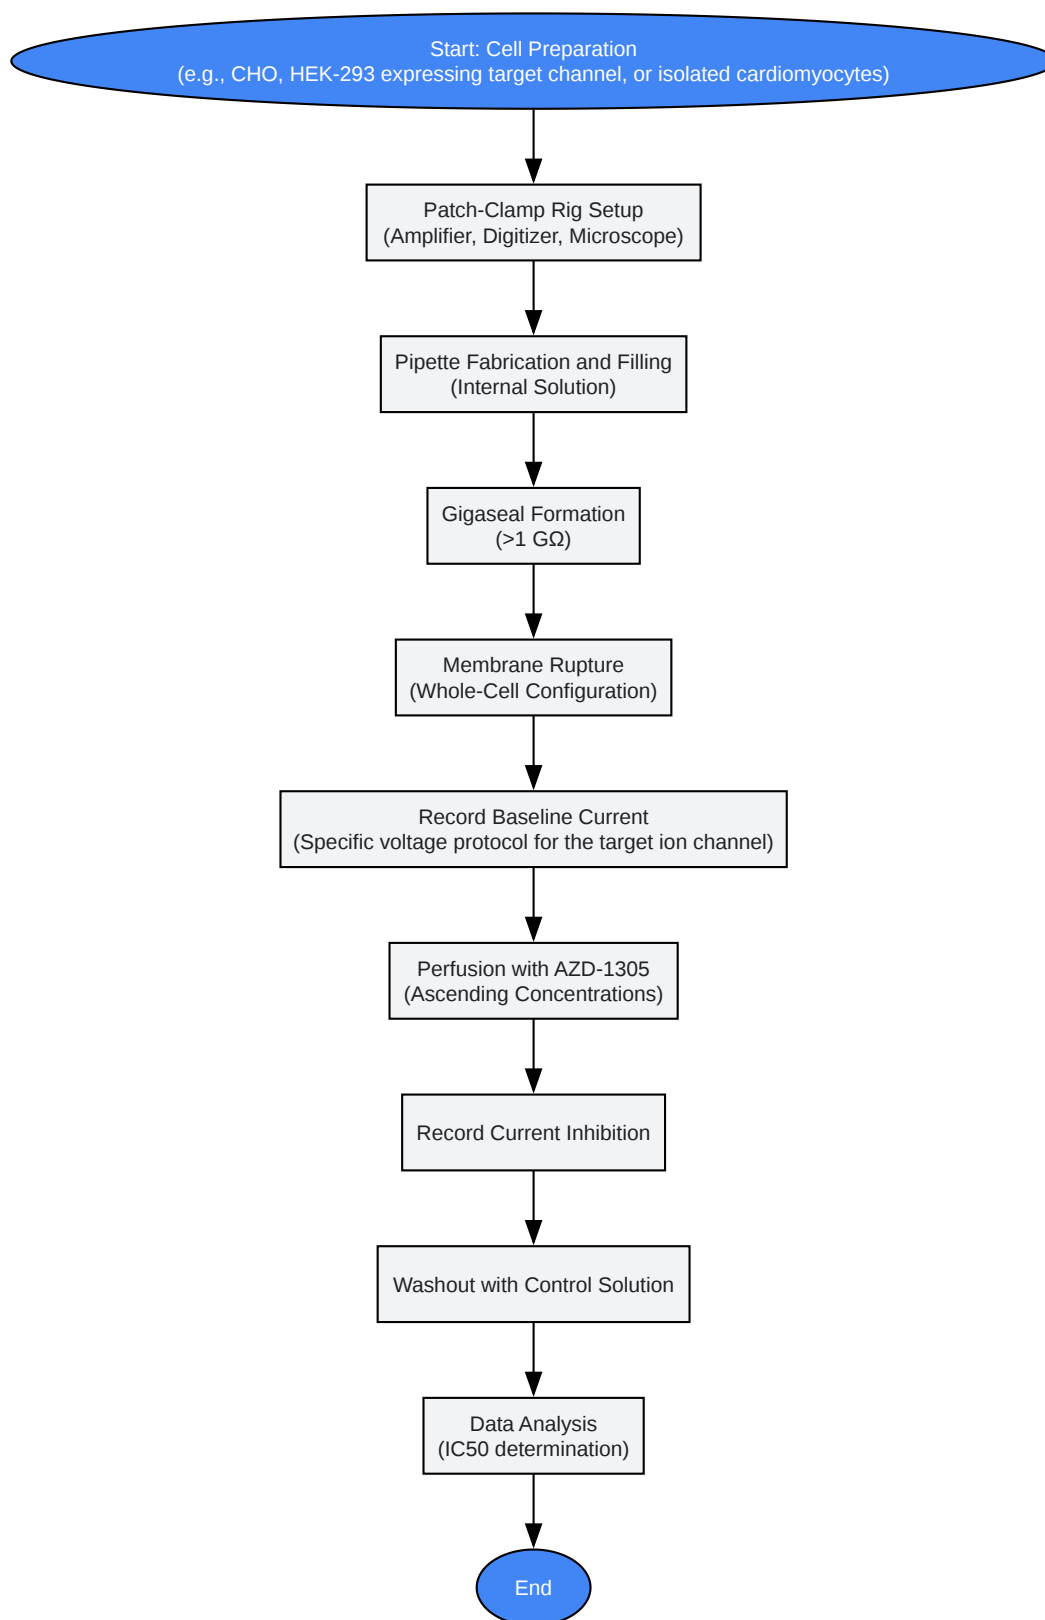 Start: Cell Preparation
(e.g., CHO, HEK-293 expressing target channel, or isolated cardiomyocytes)
Patch-Clamp Rig Setup
(Amplifier, Digitizer, Microscope)
Pipette Fabrication and Filling
(Internal Solution)
Gigaseal Formation
(>1 GΩ)
Membrane Rupture
(Whole-Cell Configuration)
Record Baseline Current
(Specific voltage protocol for the target ion channel)
Perfusion with AZD-1305
(Ascending Concentrations)
Record Current Inhibition
Washout with Control Solution
Data Analysis
(IC50 determination)
End